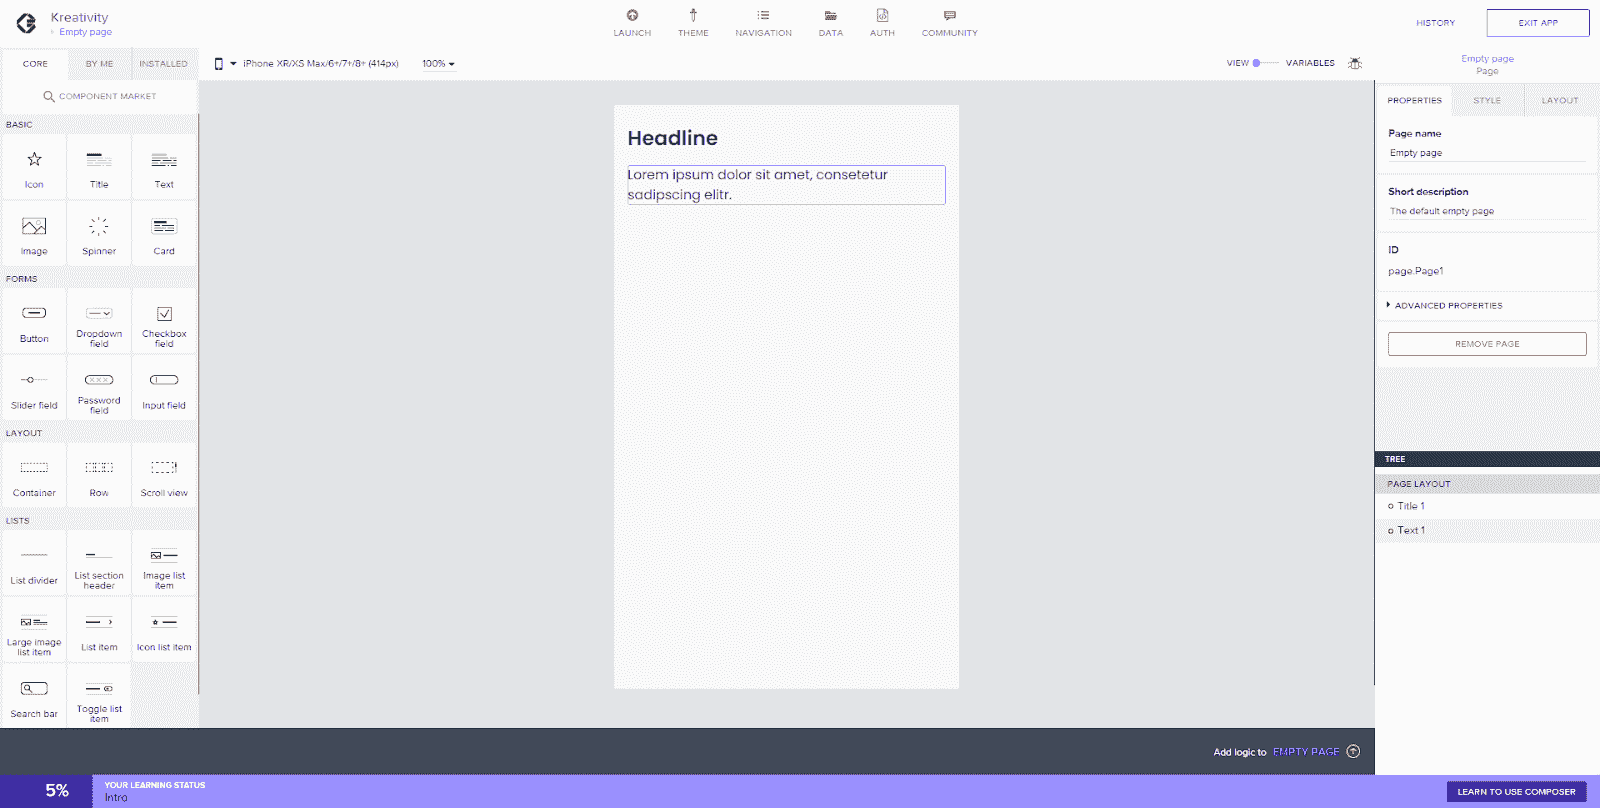 Kreativity
‹ Empty page
LAUNCH
THEME
NAVIGATION
DATA
AUTH
COMMUNITY
HISTORY
EXIT APP
CORE
BY ME
INSTALLED
iPhone XR/XS Max/6+/7+/8+ (414px)
100%
VIEW
VARIABLES
Empty page
Page
COMPONENT MARKET
PROPERTIES
STYLE
LAYOUT
BASIC
Icon
Title
Text
Image
Spinner
Card
FORMS
Button
Dropdown field
Checkbox field
Slider field
Password field
Input field
LAYOUT
Container
Row
Scroll view
LISTS
List divider
List section header
Image list item
Large image list item
List item
Icon list item
Search bar
Toggle list item
Headline
Lorem ipsum dolor sit amet, consetetur
sadipscing elitr.
Page name
Empty page
Short description
The default empty page
ID
page.Page1
ADVANCED PROPERTIES
REMOVE PAGE
TREE
PAGE LAYOUT
Title 1
Text 1
Add logic to EMPTY PAGE
5%
YOUR LEARNING STATUS
Intro
LEARN TO USE COMPOSER